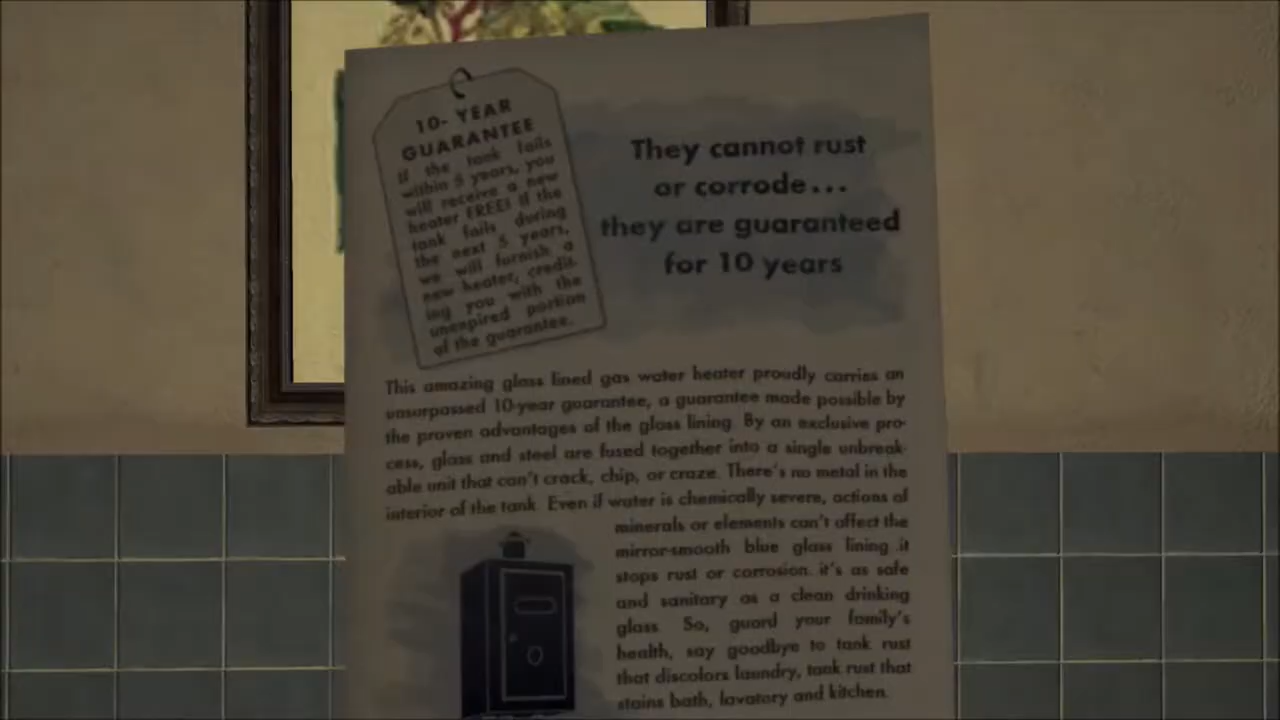 10- YEAR
GUARANTEE
If the tank fails
within 5 years, you
will receive a new
heater FREE! If the
tank fails during
the next 5 years,
we will furnish a
new heater, credit-
ing you with the
unexpired portion
of the guarantee.
They cannot rust
or corrode...
they are guaranteed
for 10 years
This amazing glass lined gas water heater proudly carries an
unsurpassed 10-year guarantee, a guarantee made possible by
the proven advantages of the glass lining. By an exclusive pro-
cess, glass and steel are fused together into a single unbreak-
able unit that can't crack, chip, or craze. There's no metal in the
interior of the tank. Even if water is chemically severe, actions of
minerals or elements can't affect the
mirror-smooth blue glass lining .it
stops rust or corrosion. it's as safe
and sanitary as a clean drinking
glass. So, guard your family's
health, say goodbye to tank rust
that discolors laundry, tank rust that
stains bath, lavatory and kitchen.